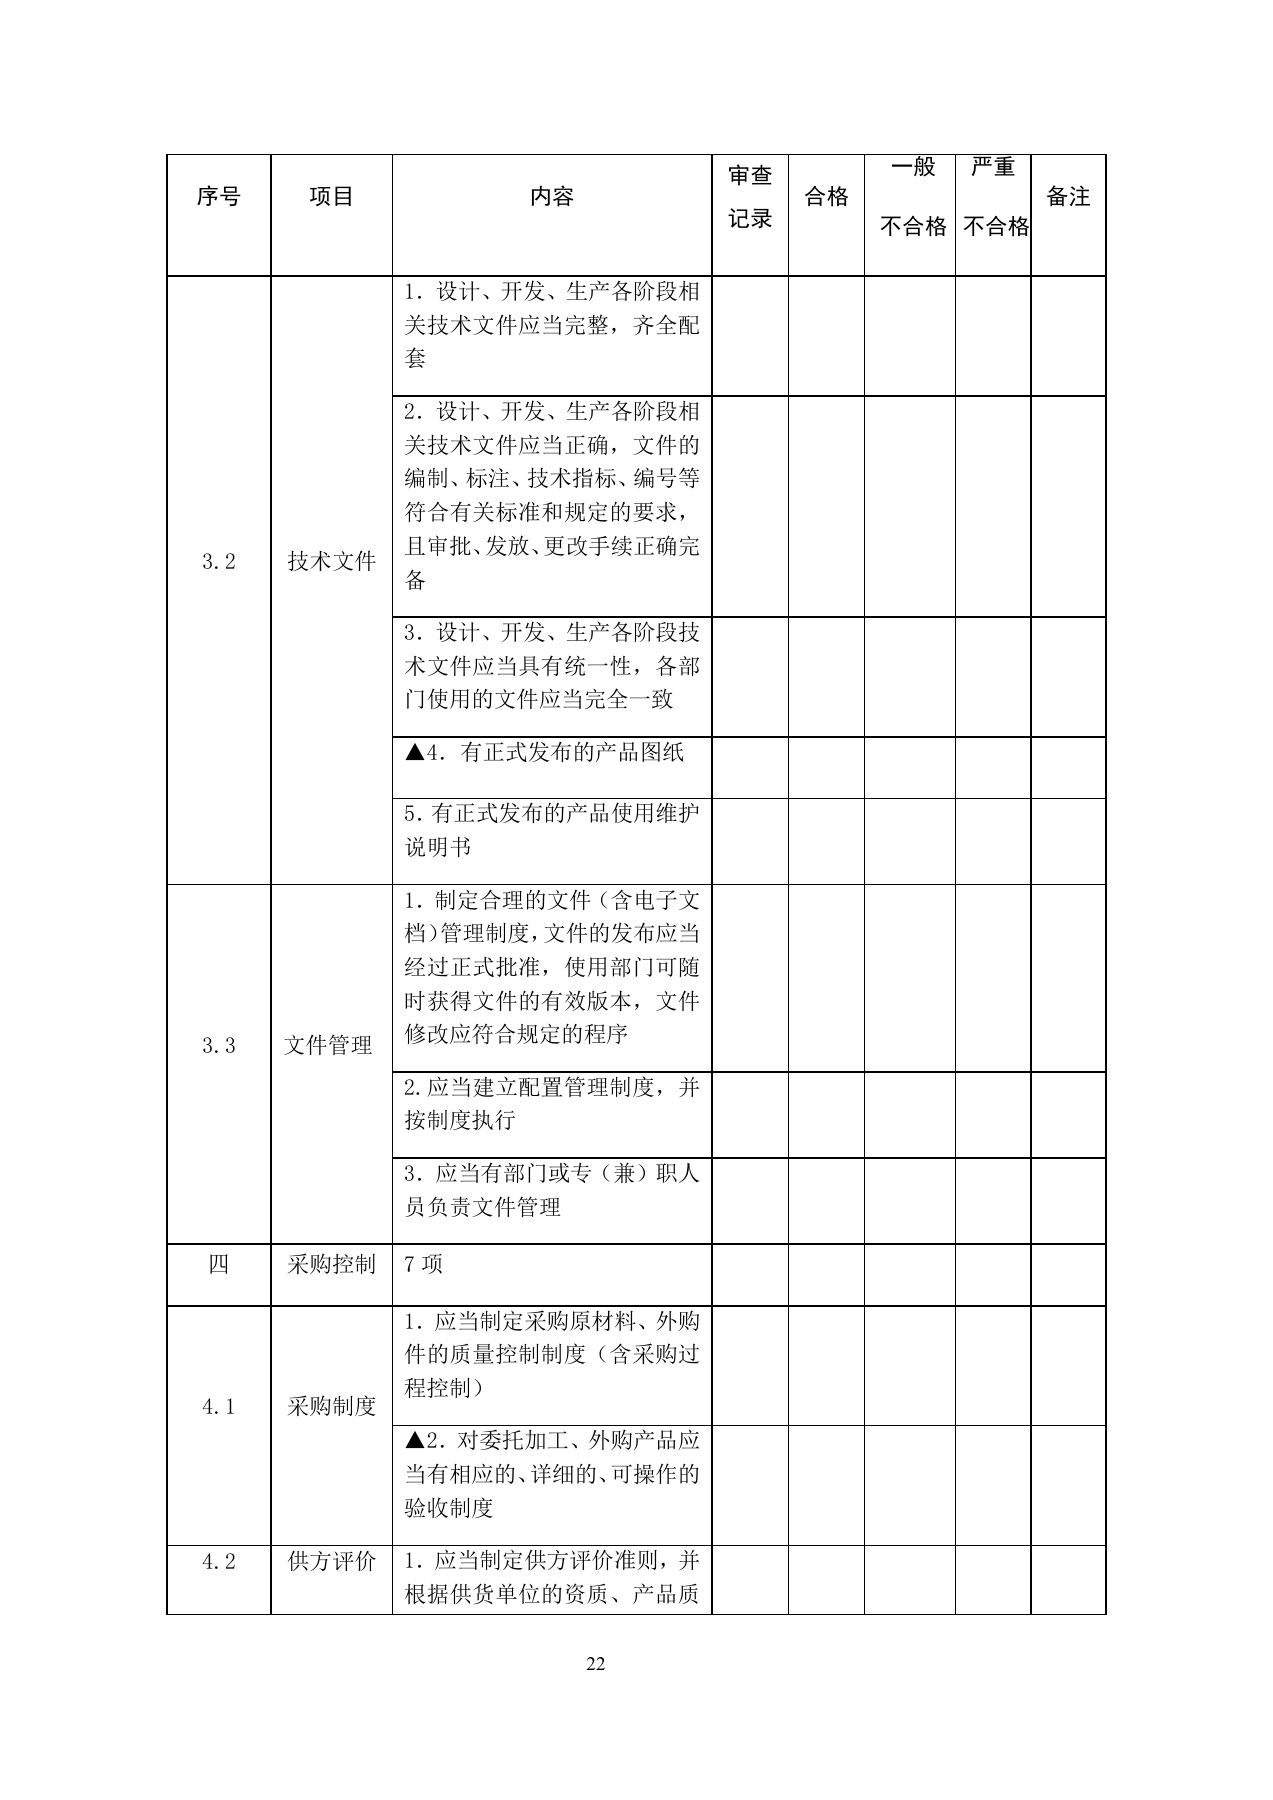 序号 项目 内容 审查记录 合格 一般不合格 严重不合格 备注
3.2 技术文件
1. 设计、开发、生产各阶段相
关技术文件应当完整，齐全配
套
2. 设计、开发、生产各阶段相
关技术文件应当正确，文件的
编制、标注、技术指标、编号等
符合有关标准和规定的要求，
且审批、发放、更改手续正确完
备
3. 设计、开发、生产各阶段技
术文件应当具有统一性，各部
门使用的文件应当完全一致
▲4. 有正式发布的产品图纸
5. 有正式发布的产品使用维护
说明书
3.3 文件管理
1. 制定合理的文件（含电子文
档）管理制度，文件的发布应当
经过正式批准，使用部门可随
时获得文件的有效版本，文件
修改应符合规定的程序
2.应当建立配置管理制度，并
按制度执行
3. 应当有部门或专（兼）职人
员负责文件管理
四 采购控制 7 项
4.1 采购制度
1. 应当制定采购原材料、外购
件的质量控制制度（含采购过
程控制）
▲2. 对委托加工、外购产品应
当有相应的、详细的、可操作的
验收制度
4.2 供方评价
1. 应当制定供方评价准则，并
根据供货单位的资质、产品质
22